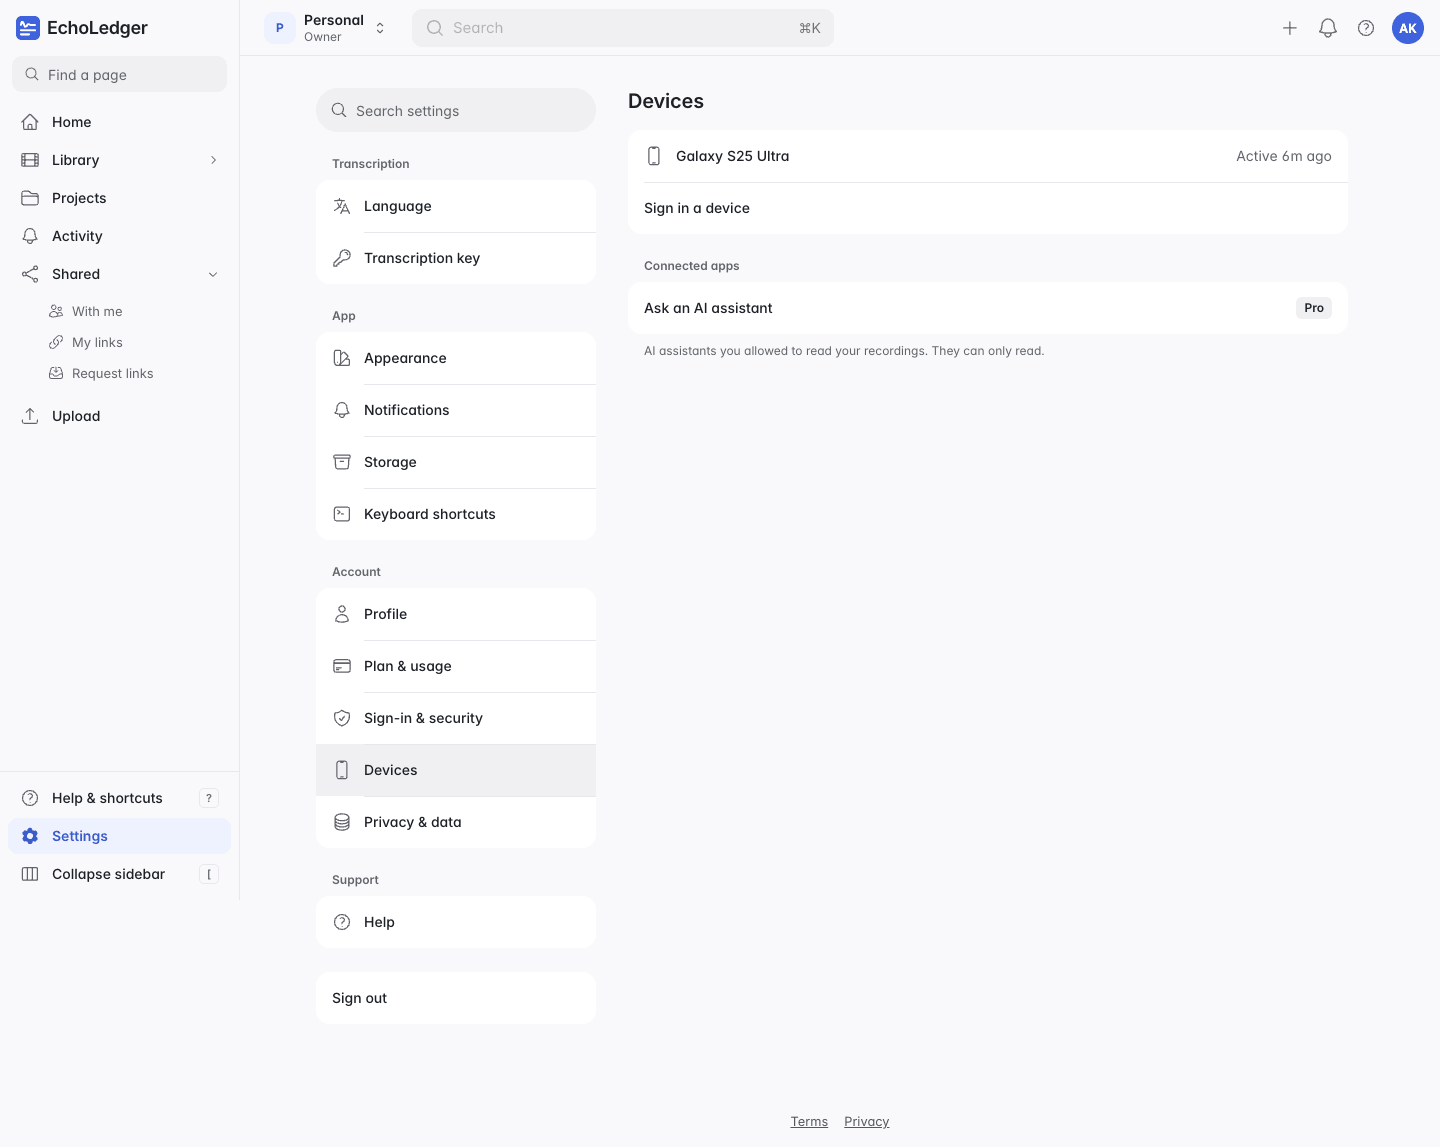 EchoLedger
Find a page
Home
Library
Projects
Activity
Shared
With me
My links
Request links
Upload
Help & shortcuts ?
Settings
Collapse sidebar [
P Personal
Owner
Search ⌘K
AK
Search settings
Transcription
Language
Transcription key
App
Appearance
Notifications
Storage
Keyboard shortcuts
Account
Profile
Plan & usage
Sign-in & security
Devices
Privacy & data
Support
Help
Sign out
Devices
Galaxy S25 Ultra Active 6m ago
Sign in a device
Connected apps
Ask an AI assistant Pro
AI assistants you allowed to read your recordings. They can only read.
Terms Privacy